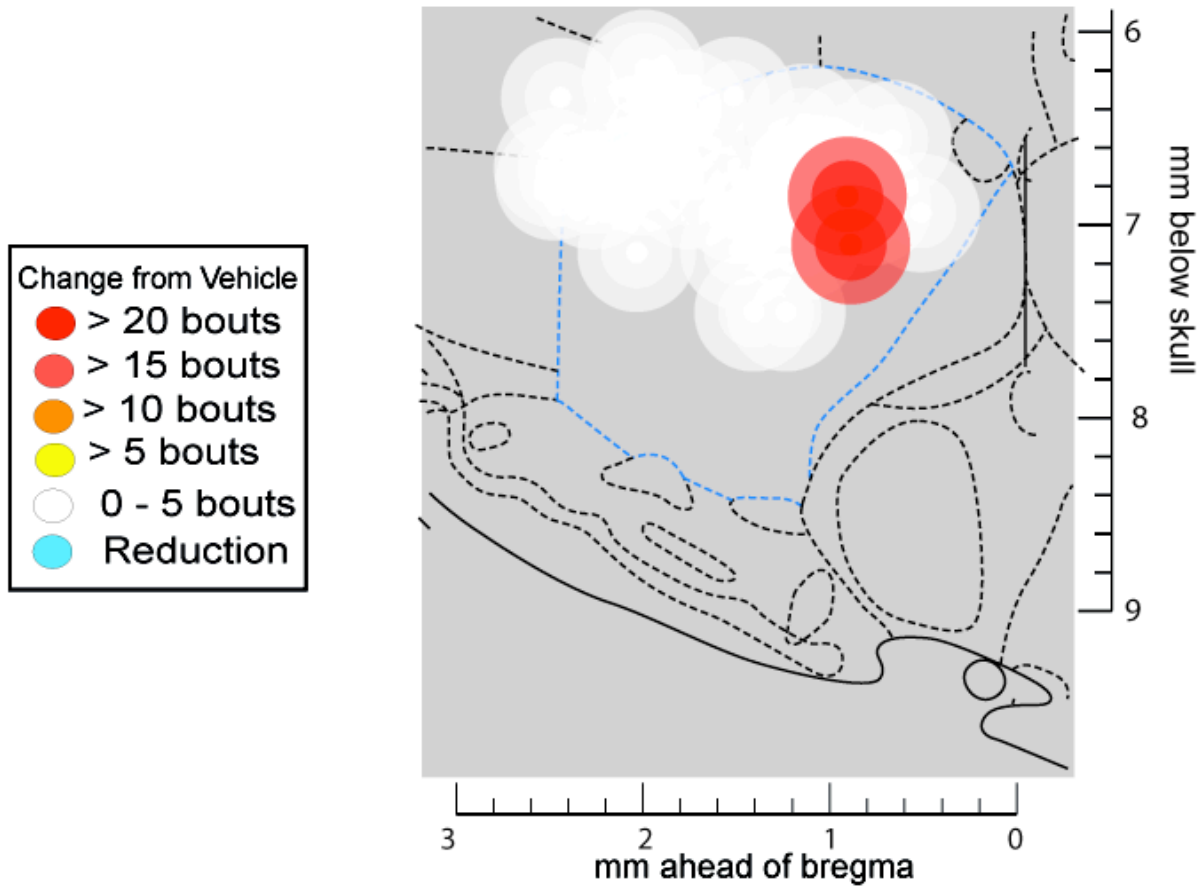 Change from Vehicle
> 20 bouts
> 15 bouts
> 10 bouts
> 5 bouts
0 - 5 bouts
Reduction
6
7
8
9
mm below skull
3
2
1
0
mm ahead of bregma